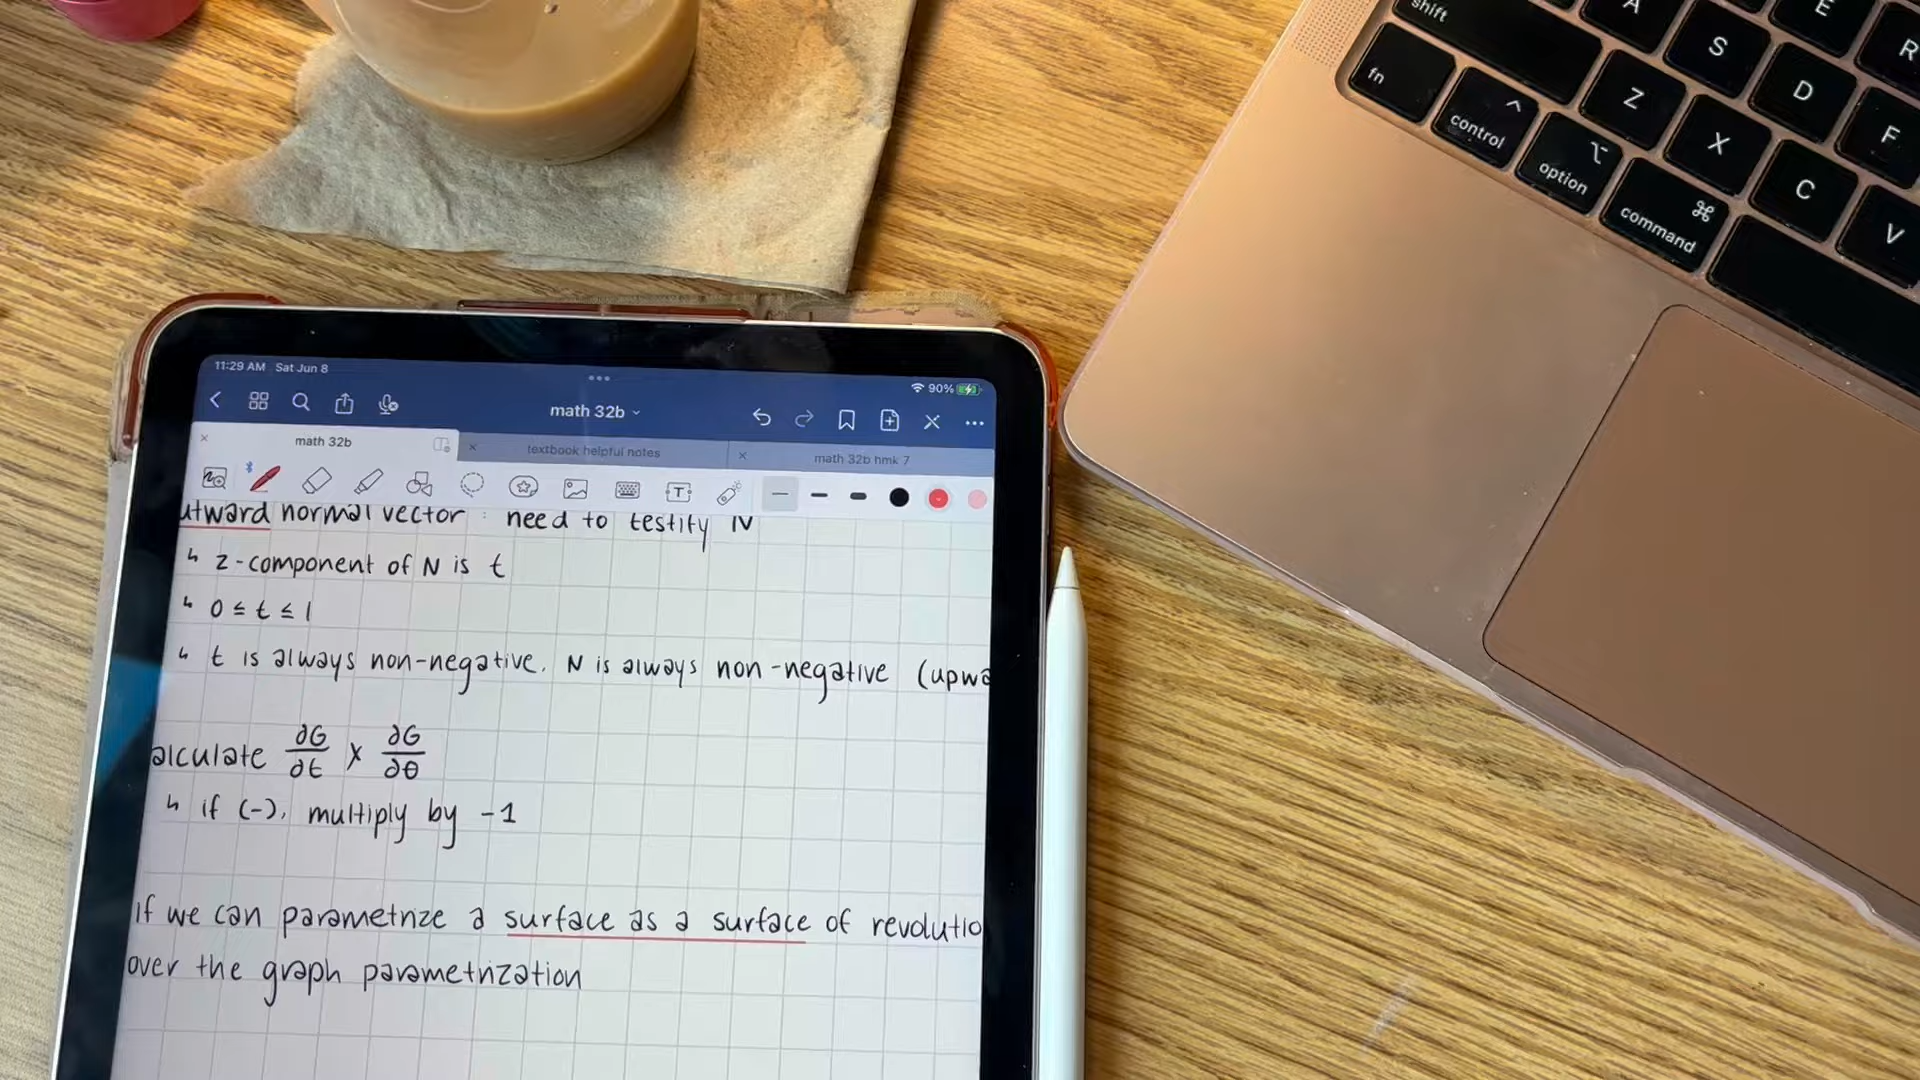 shift
A
E
S
R
fn
Z
D
^
control
X
F
⌥
option
C
⌘
command
V
11:29 AM Sat Jun 8
90%
math 32b
math 32b
textbook helpful notes
math 32b hmk 7
T
utward normal vector : need to testify N
↳ z-component of N is t
↳ 0 ≤ t ≤ 1
↳ t is always non-negative. N is always non-negative (upwa
alculate ∂G/∂t × ∂G/∂θ
↳ if (-), multiply by -1
if we can parametrize a surface as a surface of revolutio
over the graph parametrization